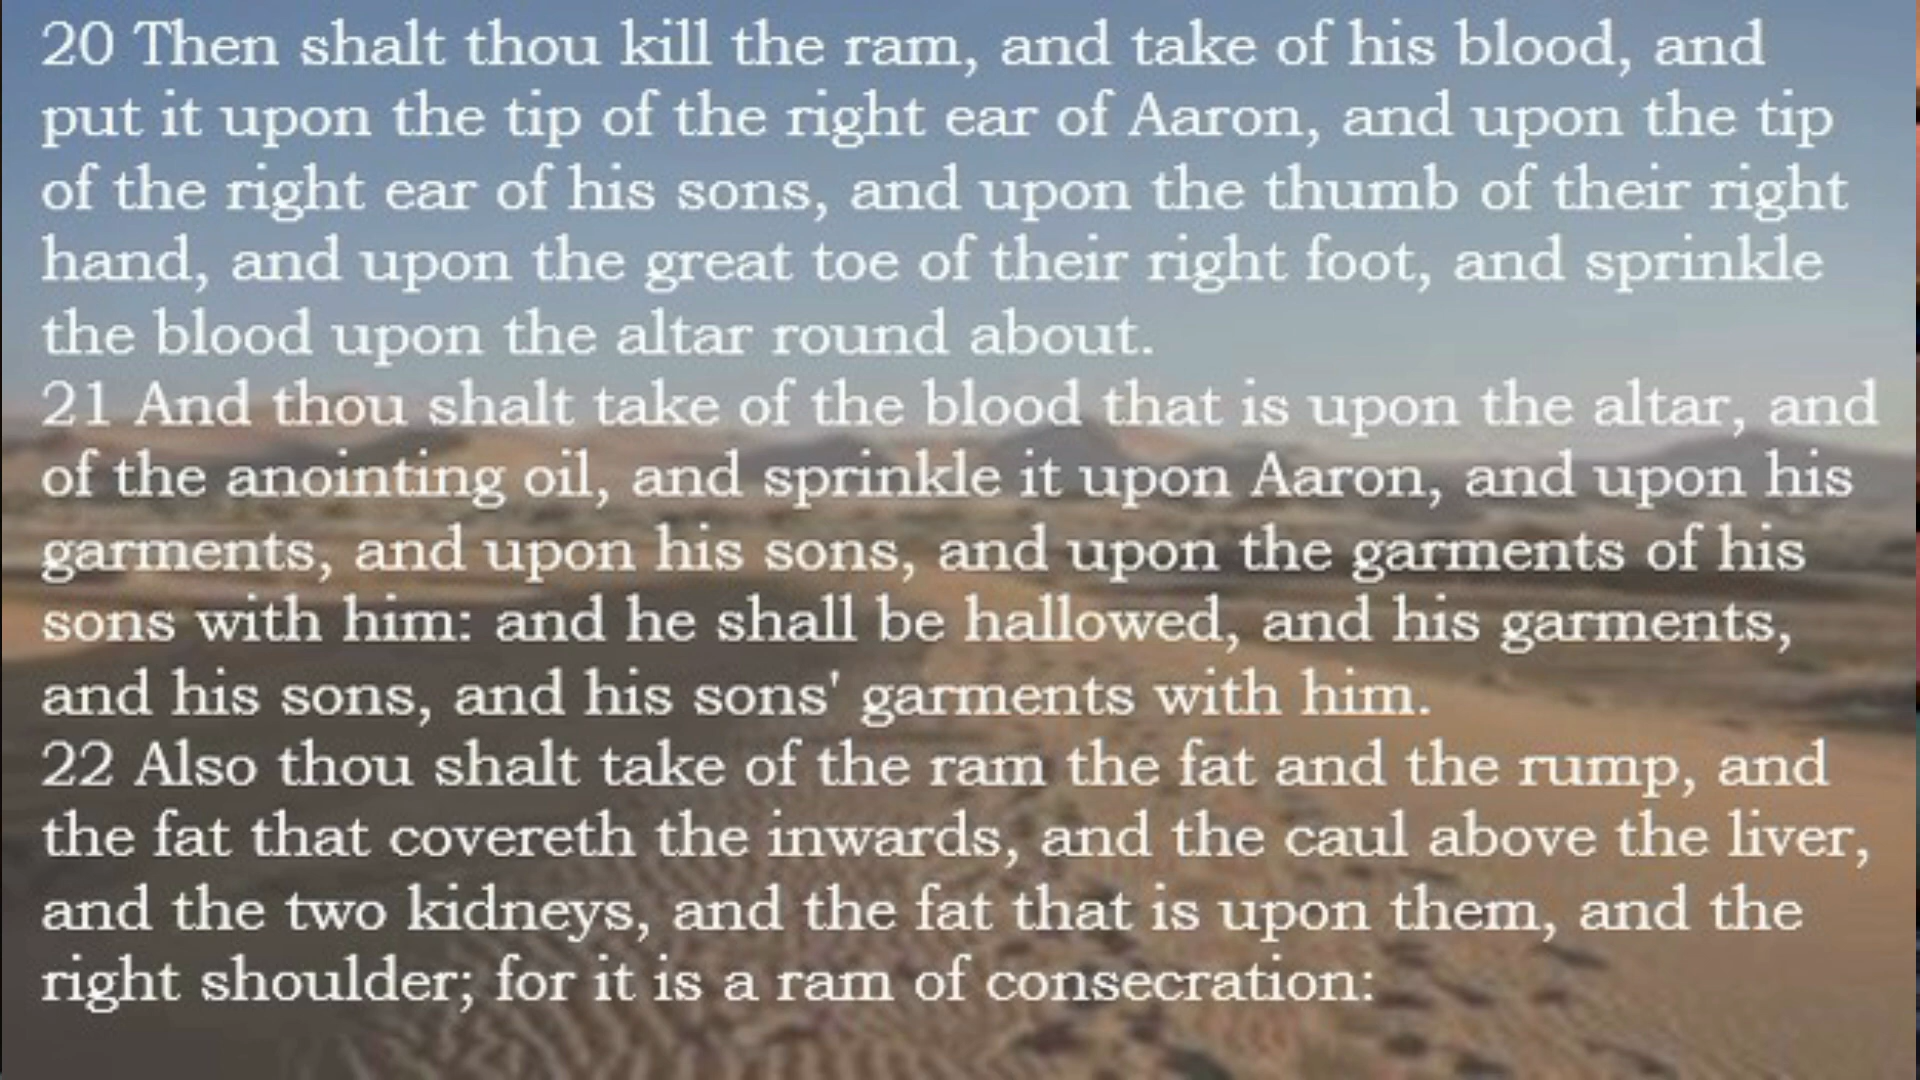 20 Then shalt thou kill the ram, and take of his blood, and
put it upon the tip of the right ear of Aaron, and upon the tip
of the right ear of his sons, and upon the thumb of their right
hand, and upon the great toe of their right foot, and sprinkle
the blood upon the altar round about.
21 And thou shalt take of the blood that is upon the altar, and
of the anointing oil, and sprinkle it upon Aaron, and upon his
garments, and upon his sons, and upon the garments of his
sons with him: and he shall be hallowed, and his garments,
and his sons, and his sons' garments with him.
22 Also thou shalt take of the ram the fat and the rump, and
the fat that covereth the inwards, and the caul above the liver,
and the two kidneys, and the fat that is upon them, and the
right shoulder; for it is a ram of consecration: